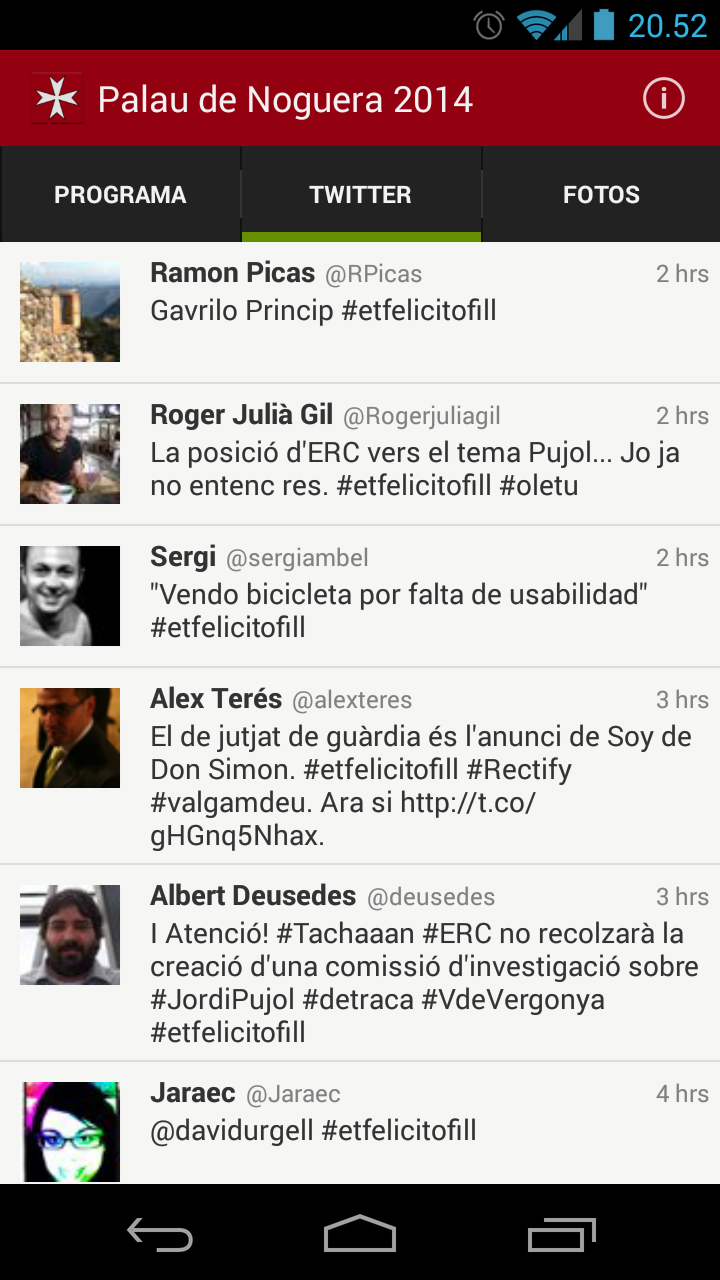 20.52
Palau de Noguera 2014
PROGRAMA
TWITTER
FOTOS
Ramon Picas @RPicas 2 hrs
Gavrilo Princip #etfelicitofill
Roger Julià Gil @Rogerjuliagil 2 hrs
La posició d'ERC vers el tema Pujol... Jo ja
no entenc res. #etfelicitofill #oletu
Sergi @sergiambel 2 hrs
"Vendo bicicleta por falta de usabilidad"
#etfelicitofill
Alex Terés @alexteres 3 hrs
El de jutjat de guàrdia és l'anunci de Soy de
Don Simon. #etfelicitofill #Rectify
#valgamdeu. Ara si http://t.co/
gHGnq5Nhax.
Albert Deusedes @deusedes 3 hrs
I Atenció! #Tachaaan #ERC no recolzarà la
creació d'una comissió d'investigació sobre
#JordiPujol #detraca #VdeVergonya
#etfelicitofill
Jaraec @Jaraec 4 hrs
@davidurgell #etfelicitofill